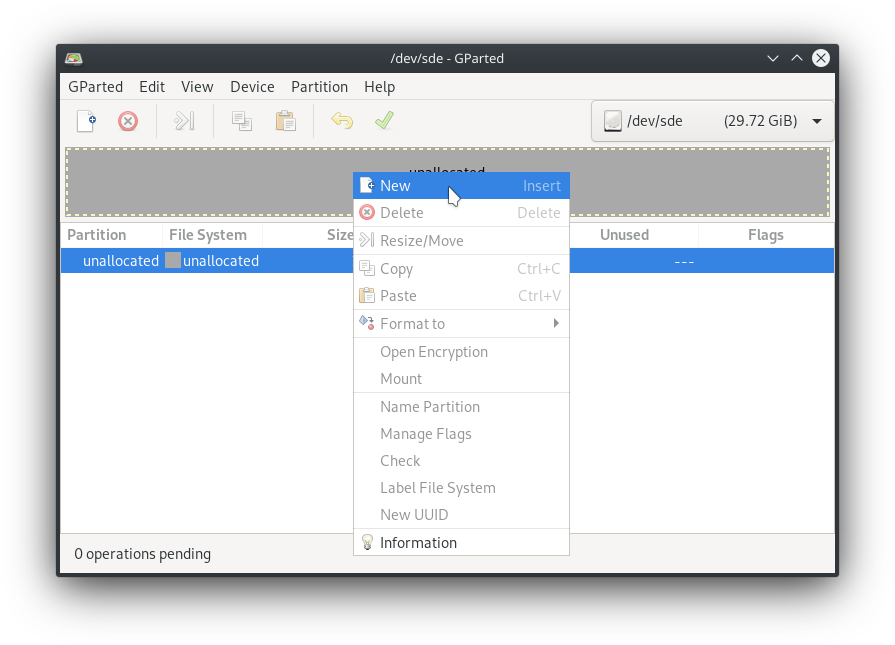 /dev/sde - GParted
GParted Edit View Device Partition Help
/dev/sde (29.72 GiB)
unallocated
Partition File System Size Unused Flags
unallocated unallocated ---
New Insert
Delete Delete
Resize/Move
Copy Ctrl+C
Paste Ctrl+V
Format to
Open Encryption
Mount
Name Partition
Manage Flags
Check
Label File System
New UUID
Information
0 operations pending